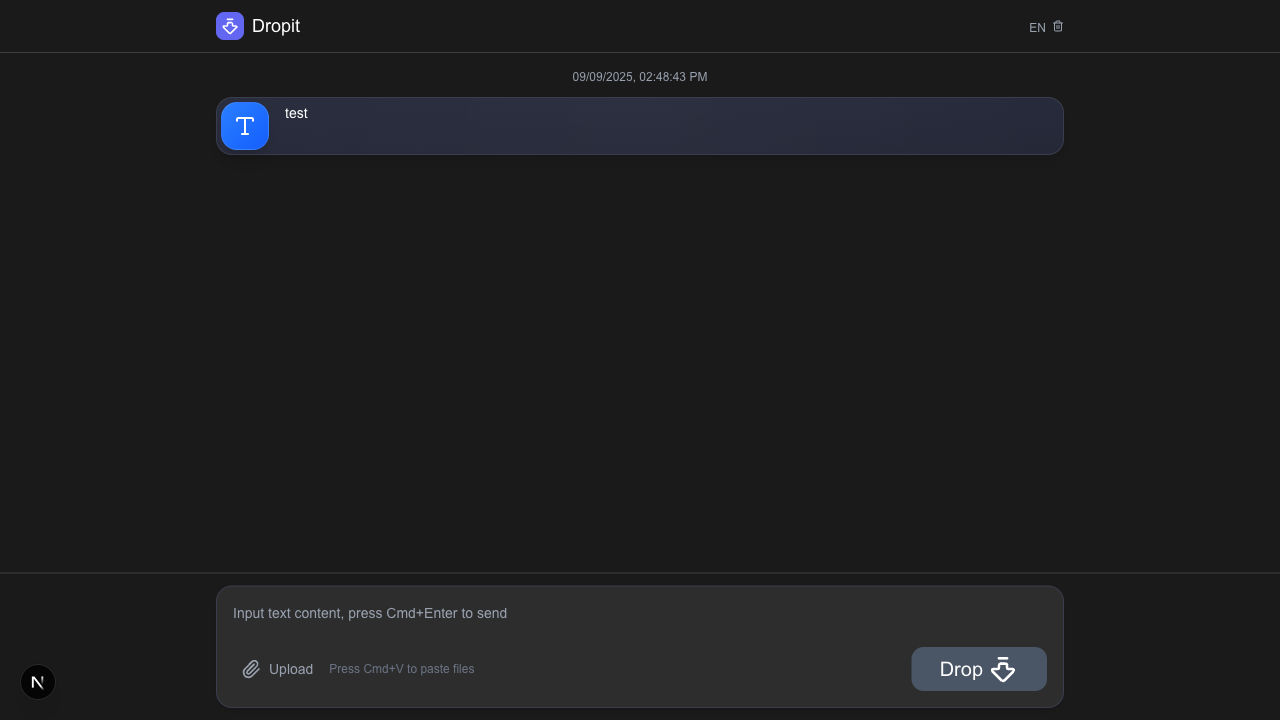 Dropit
EN
09/09/2025, 02:48:43 PM
T
test
Input text content, press Cmd+Enter to send
Upload
Press Cmd+V to paste files
Drop
N